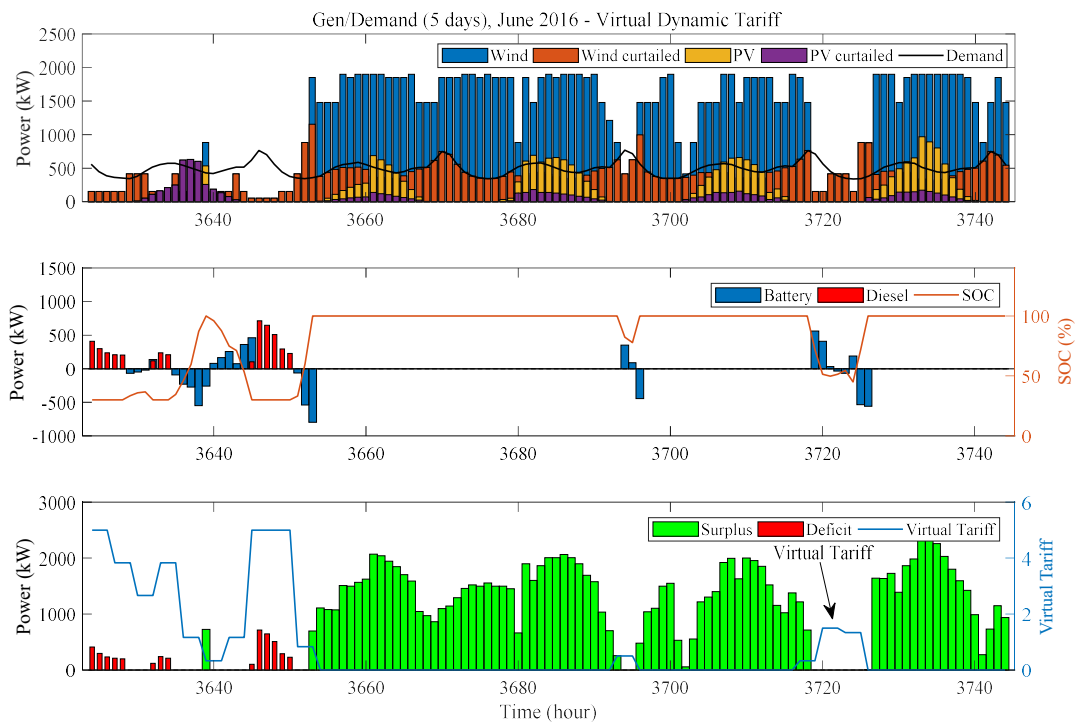 Gen/Demand (5 days), June 2016 - Virtual Dynamic Tariff
Power (kW)
2500
2000
1500
1000
500
0
Wind Wind curtailed PV PV curtailed Demand
3640 3660 3680 3700 3720 3740
Power (kW)
1500
1000
500
0
-500
-1000
Battery Diesel SOC
100
50
0
SOC (%)
3640 3660 3680 3700 3720 3740
Power (kW)
3000
2000
1000
0
Surplus Deficit Virtual Tariff
Virtual Tariff
6
4
2
0
Virtual Tariff
3640 3660 3680 3700 3720 3740
Time (hour)